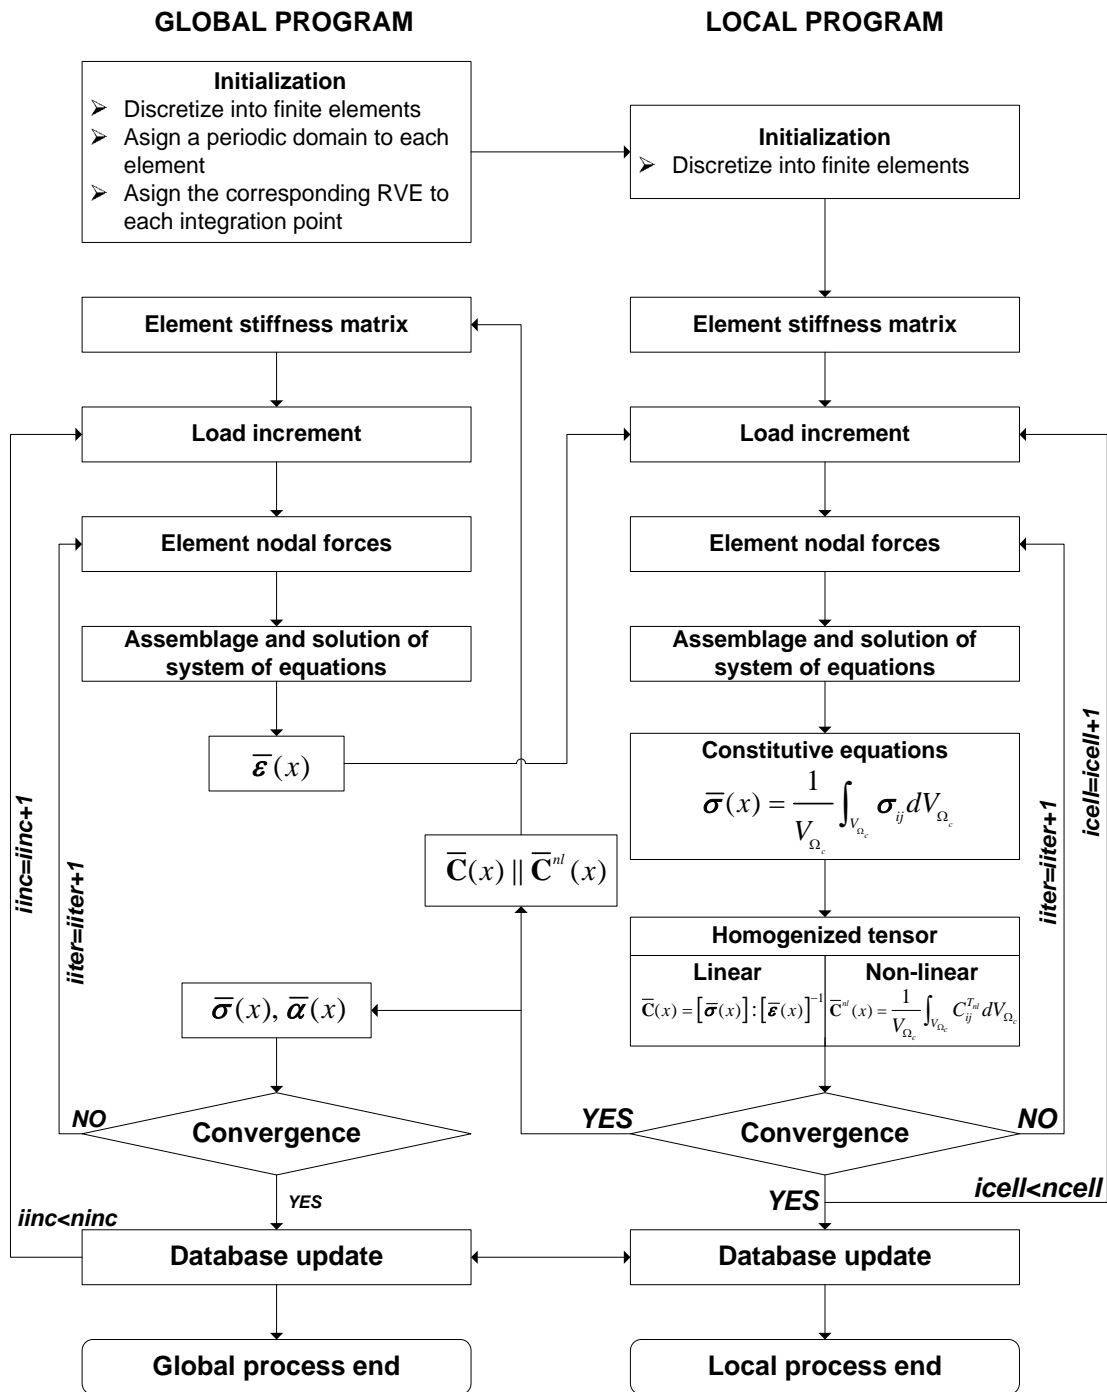 GLOBAL PROGRAM
LOCAL PROGRAM
Initialization
➢ Discretize into finite elements
➢ Asign a periodic domain to each
element
➢ Asign the corresponding RVE to
each integration point
Initialization
➢ Discretize into finite elements
Element stiffness matrix
Element stiffness matrix
Load increment
Load increment
Element nodal forces
Element nodal forces
Assemblage and solution of
system of equations
Assemblage and solution of
system of equations
ε̅(x)
Constitutive equations
σ̅(x) = 1/V_Ωc ∫_V_Ωc σ_ij dV_Ωc
C̅(x) || C̅^nl(x)
Homogenized tensor
Linear
C̅(x) = [σ̅(x)]:[ε̅(x)]^-1
Non-linear
C̅^nl(x) = 1/V_Ωc ∫_V_Ωc C_ij^T_nl dV_Ωc
σ̅(x), α̅(x)
iinc=iinc+1
iiter=iiter+1
iiter=iiter+1
icell=icell+1
NO
Convergence
YES
Convergence
NO
YES
YES
icell<ncell
iinc<ninc
Database update
Database update
Global process end
Local process end